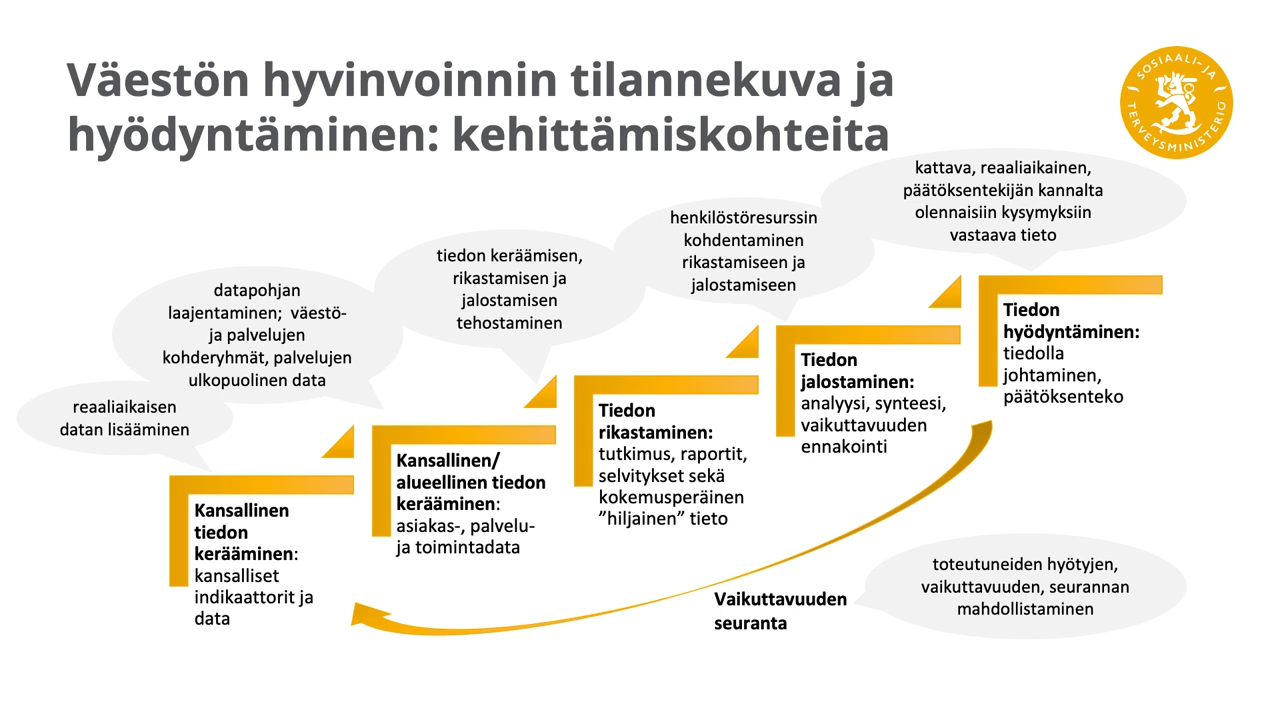 Väestön hyvinvoinnin tilannekuva ja
hyödyntäminen: kehittämiskohteita
SOSIAALI- JA
TERVEYSMINISTERIÖ
reaaliaikaisen
datan lisääminen
datapohjan
laajentaminen; väestö-
ja palvelujen
kohderyhmät, palvelujen
ulkopuolinen data
tiedon keräämisen,
rikastamisen ja
jalostamisen
tehostaminen
henkilöstöresurssin
kohdentaminen
rikastamiseen ja
jalostamiseen
kattava, reaaliaikainen,
päätöksentekijän kannalta
olennaisiin kysymyksiin
vastaava tieto
Kansallinen
tiedon
kerääminen:
kansalliset
indikaattorit ja
data
Kansallinen/
alueellinen tiedon
kerääminen:
asiakas-, palvelu-
ja toimintadata
Tiedon
rikastaminen:
tutkimus, raportit,
selvitykset sekä
kokemusperäinen
”hiljainen” tieto
Tiedon
jalostaminen:
analyysi, synteesi,
vaikuttavuuden
ennakointi
Tiedon
hyödyntäminen:
tiedolla
johtaminen,
päätöksenteko
Vaikuttavuuden
seuranta
toteutuneiden hyötyjen,
vaikuttavuuden, seurannan
mahdollistaminen